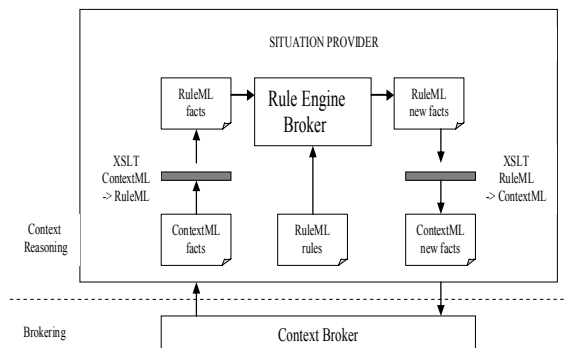 SITUATION PROVIDER
RuleML
facts
Rule Engine
Broker
RuleML
new facts
XSLT
ContextML
-> RuleML
XSLT
RuleML
-> ContextML
Context
Reasoning
ContextML
facts
RuleML
rules
ContextML
new facts
Brokering
Context Broker